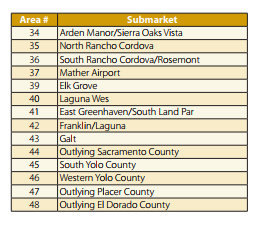 Area # Submarket
34 Arden Manor/Sierra Oaks Vista
35 North Rancho Cordova
36 South Rancho Cordova/Rosemont
37 Mather Airport
39 Elk Grove
40 Laguna Wes
41 East Greenhaven/South Land Par
42 Franklin/Laguna
43 Galt
44 Outlying Sacramento County
45 South Yolo County
46 Western Yolo County
47 Outlying Placer County
48 Outlying El Dorado County